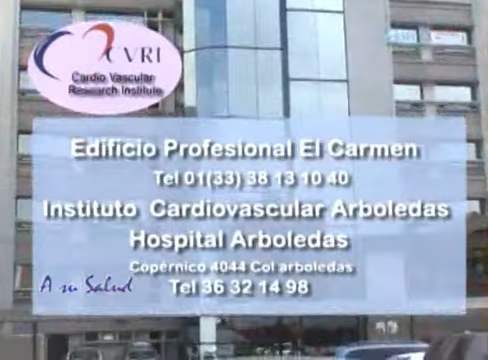 CVRI
Cardio Vascular
Research Institute
Edificio Profesional El Carmen
Tel 01(33) 38 13 10 40
Instituto Cardiovascular Arboledas
Hospital Arboledas
Copérnico 4044 Col arboledas
A su Salud
Tel 36 32 14 98